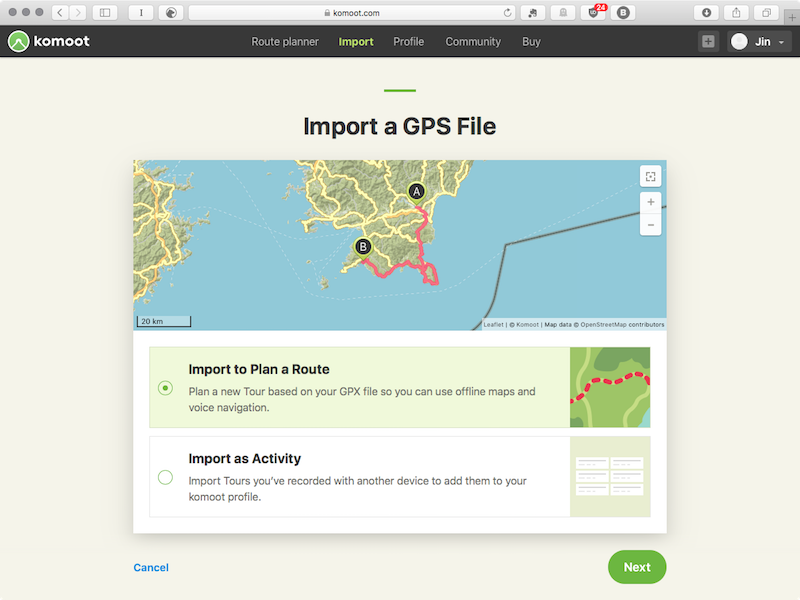 komoot.com
24
B
komoot
Route planner
Import
Profile
Community
Buy
Jin
Import a GPS File
A
B
+
−
20 km
Leaflet | © Komoot | Map data © OpenStreetMap contributors
Import to Plan a Route
Plan a new Tour based on your GPX file so you can use offline maps and
voice navigation.
Import as Activity
Import Tours you’ve recorded with another device to add them to your
komoot profile.
Cancel
Next